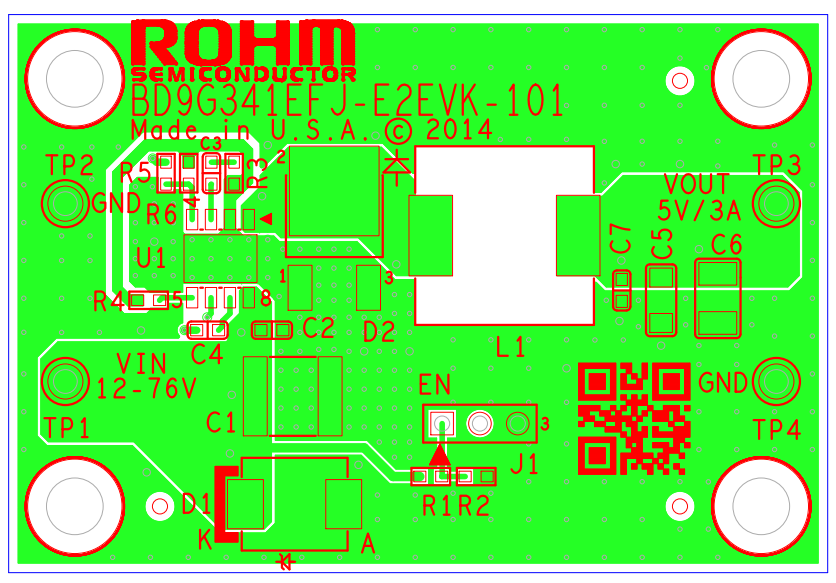 ROHM
SEMICONDUCTOR
BD9G341EFJ-E2EVK-101
Made in U.S.A. © 2014
C3
2
TP2
R5
R3
TP3
GND
R6
4
VOUT
5V/3A
U1
C7
C5
C6
1
3
R4
5
8
C4
C2
D2
L1
VIN
12-76V
EN
GND
TP1
C1
3
TP4
J1
D1
R1
R2
K
A